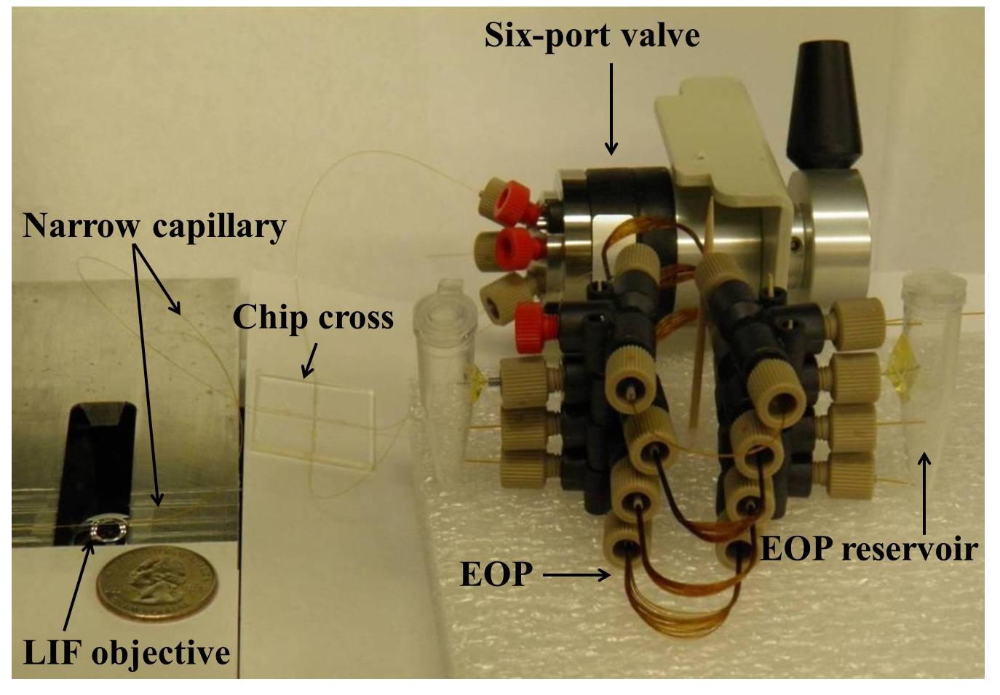 Six-port valve
Narrow capillary
Chip cross
EOP reservoir
EOP
LIF objective